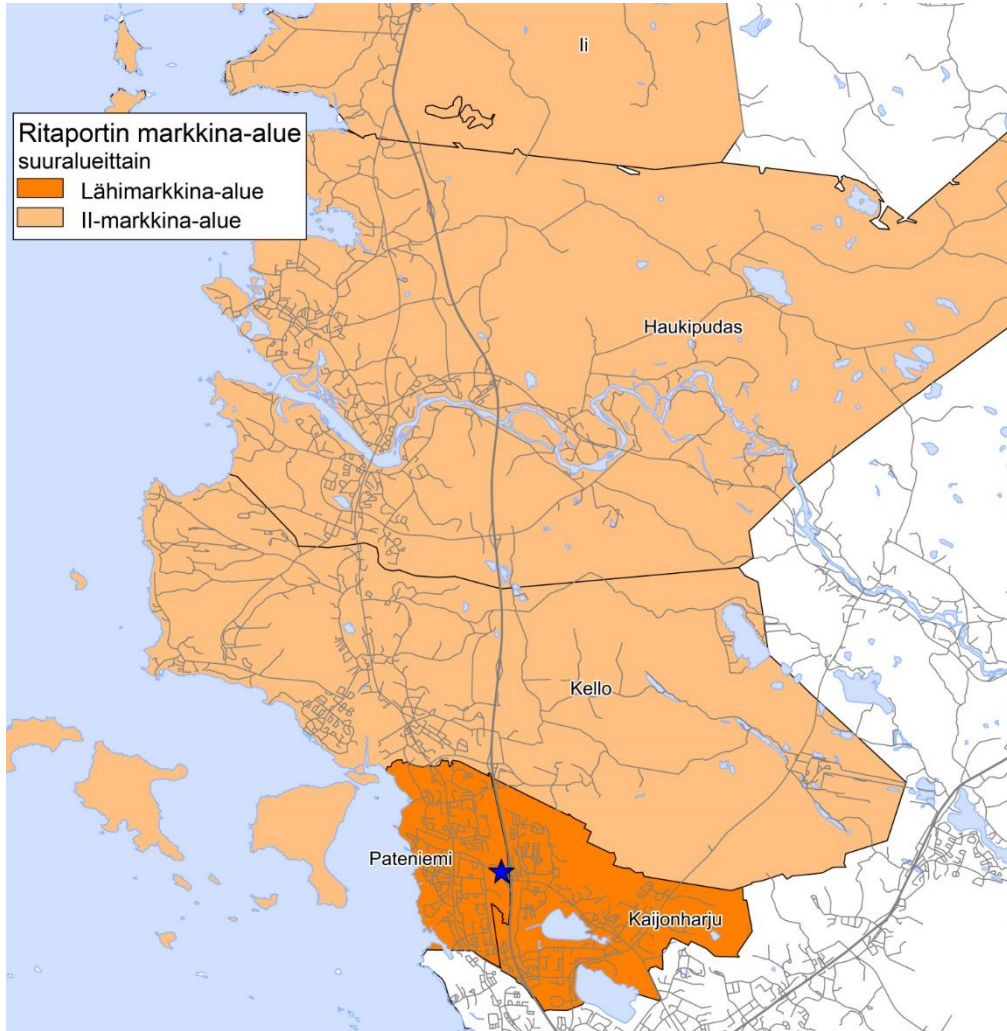 Ii
Ritaportin markkina-alue
suuralueittain
Lähimarkkina-alue
II-markkina-alue
Haukipudas
Kello
Pateniemi
Kaijonharju